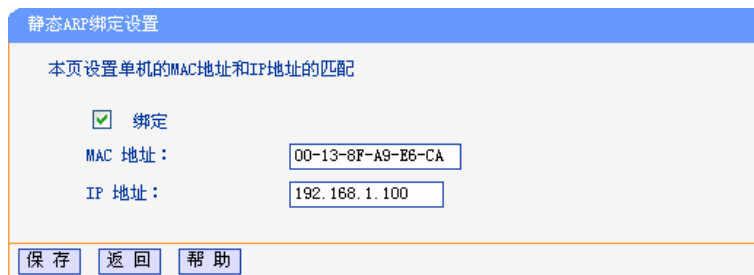 静态ARP绑定设置
本页设置单机的MAC地址和IP地址的匹配
绑定
MAC 地址：
00-13-8F-A9-E6-CA
IP 地址：
192.168.1.100
保 存 返 回 帮 助